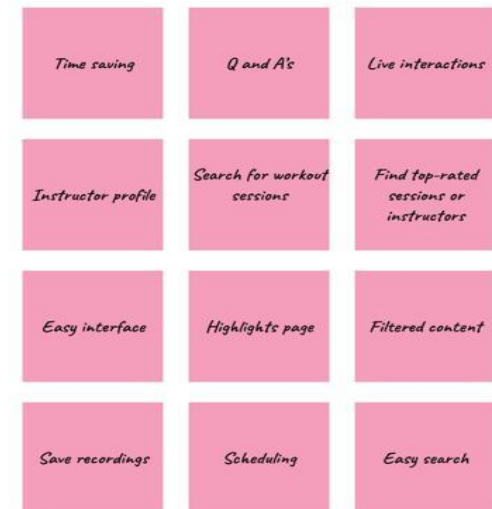 Time saving
Q and A's
Live interactions
Instructor profile
Search for workout
sessions
Find top-rated
sessions or
instructors
Easy interface
Highlights page
Filtered content
Save recordings
Scheduling
Easy search